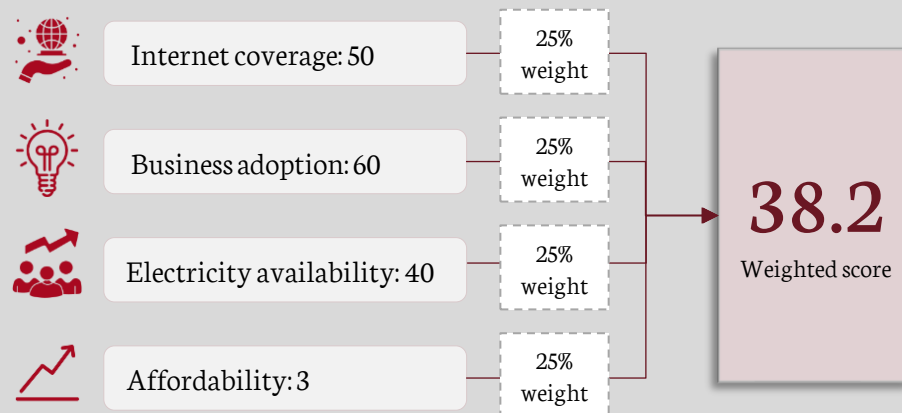 Internet coverage: 50
25%
weight
Business adoption: 60
25%
weight
38.2
Weighted score
Electricity availability: 40
25%
weight
Affordability: 3
25%
weight